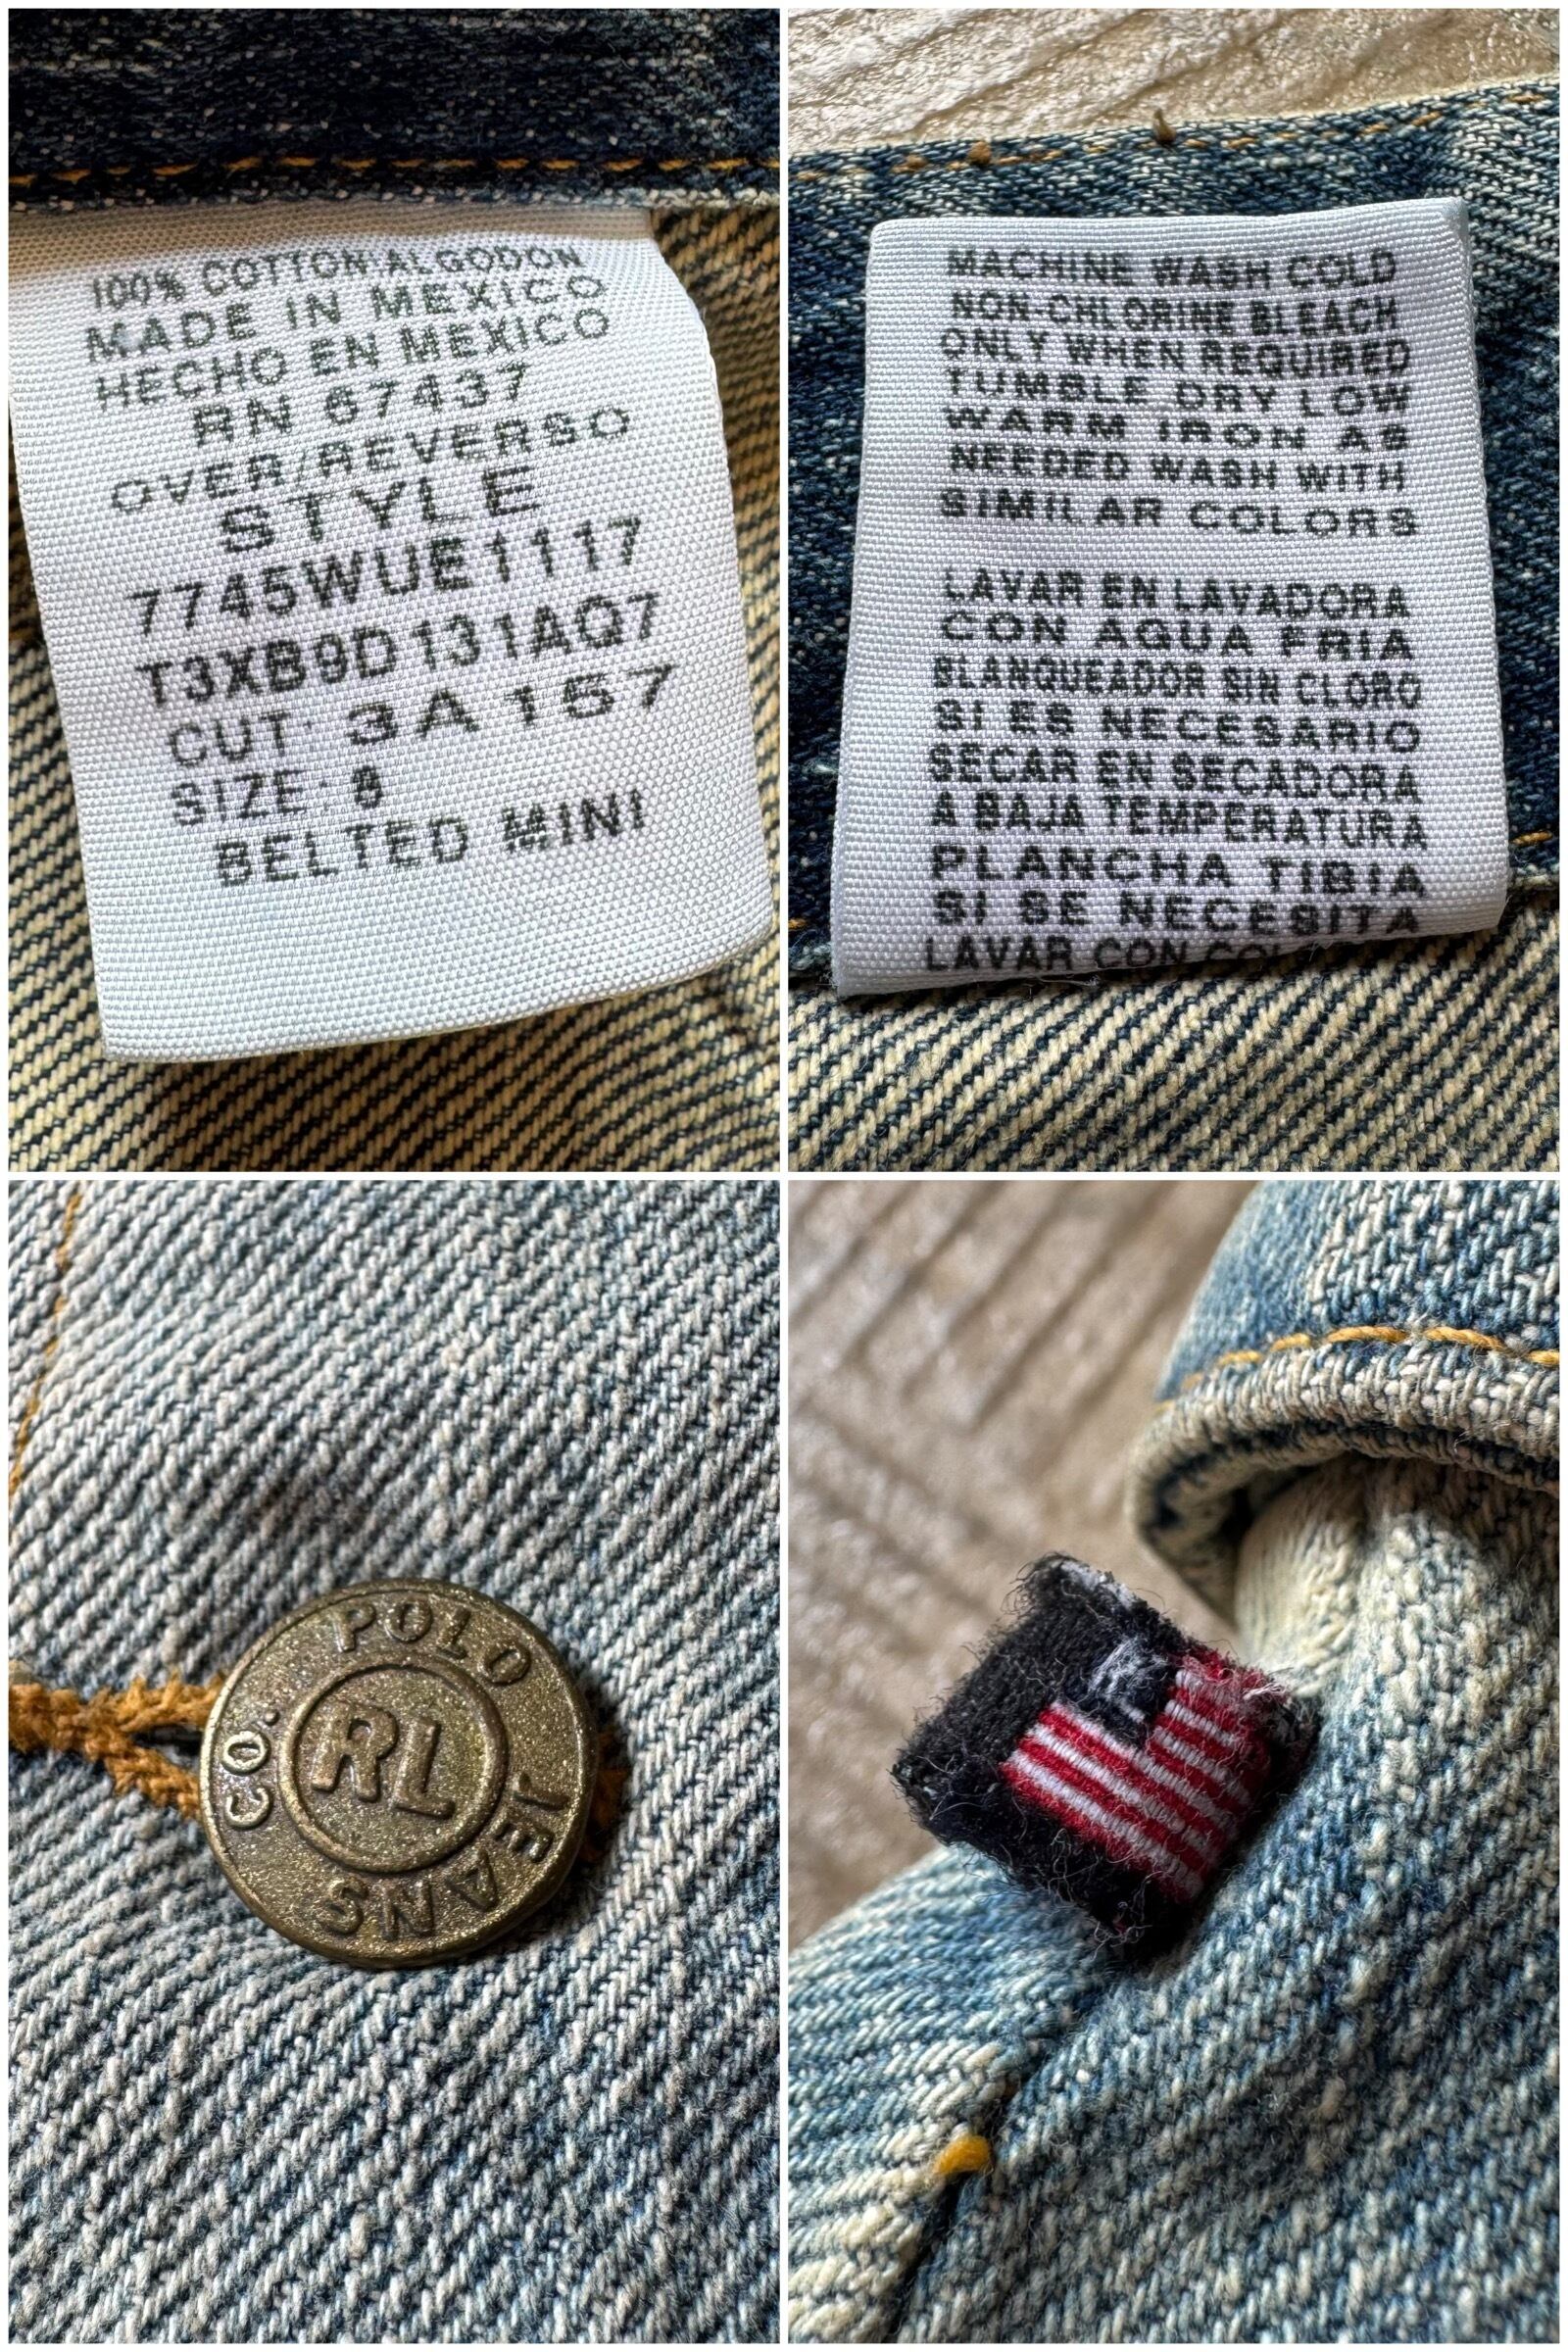 100% COTTON/ALGODON
MADE IN MEXICO
HECHO EN MEXICO
RN 67437
OVER/REVERSO
STYLE
7745WUE1117
T3XB9D131AQ7
CUT: 3A157
SIZE: 8
BELTED MINI
MACHINE WASH COLD
NON-CHLORINE BLEACH
ONLY WHEN REQUIRED
TUMBLE DRY LOW
WARM IRON AS
NEEDED WASH WITH
SIMILAR COLORS
LAVAR EN LAVADORA
CON AGUA FRIA
BLANQUEADOR SIN CLORO
SI ES NECESARIO
SECAR EN SECADORA
A BAJA TEMPERATURA
PLANCHA TIBIA
SI SE NECESITA
LAVAR CON
POLO JEANS CO.
RL